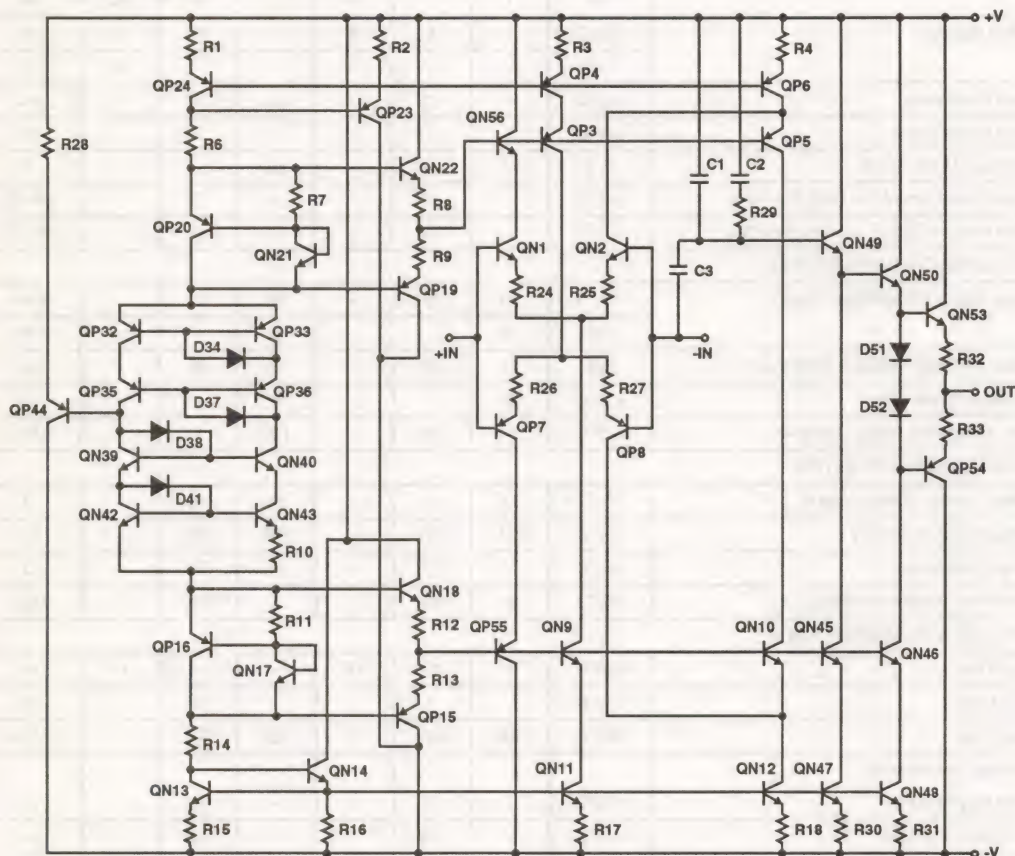 +V
R1
R2
R3
R4
QP24
QP4
QP6
QP23
QN56
QP3
QP5
R28
R6
QN22
C1
C2
R7
R8
R29
QP20
QN21
R9
QN49
QP19
QN1
QN2
C3
QN50
R24
R25
QP32
QP33
D34
+IN
-IN
QN53
D51
R32
QP35
QP36
R26
R27
OUT
D37
D52
QP44
D38
QP7
QP8
R33
QN39
QN40
QP54
D41
QN42
QN43
R10
QN18
R11
R12
QP55
QN9
QN10
QN45
QP16
QN46
QN17
R13
QP15
R14
QN14
QN11
QN12
QN47
QN13
QN48
R15
R16
R17
R18
R30
R31
-V